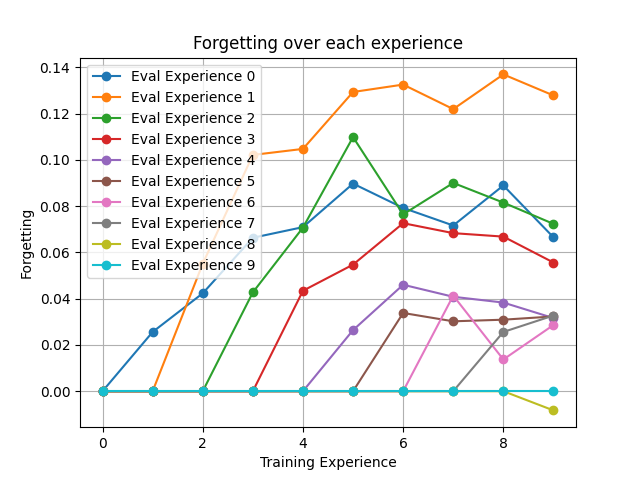 Forgetting over each experience
Eval Experience 0
Eval Experience 1
Eval Experience 2
Eval Experience 3
Eval Experience 4
Eval Experience 5
Eval Experience 6
Eval Experience 7
Eval Experience 8
Eval Experience 9
0.14
0.12
0.10
0.08
0.06
0.04
0.02
0.00
Forgetting
0 2 4 6 8
Training Experience